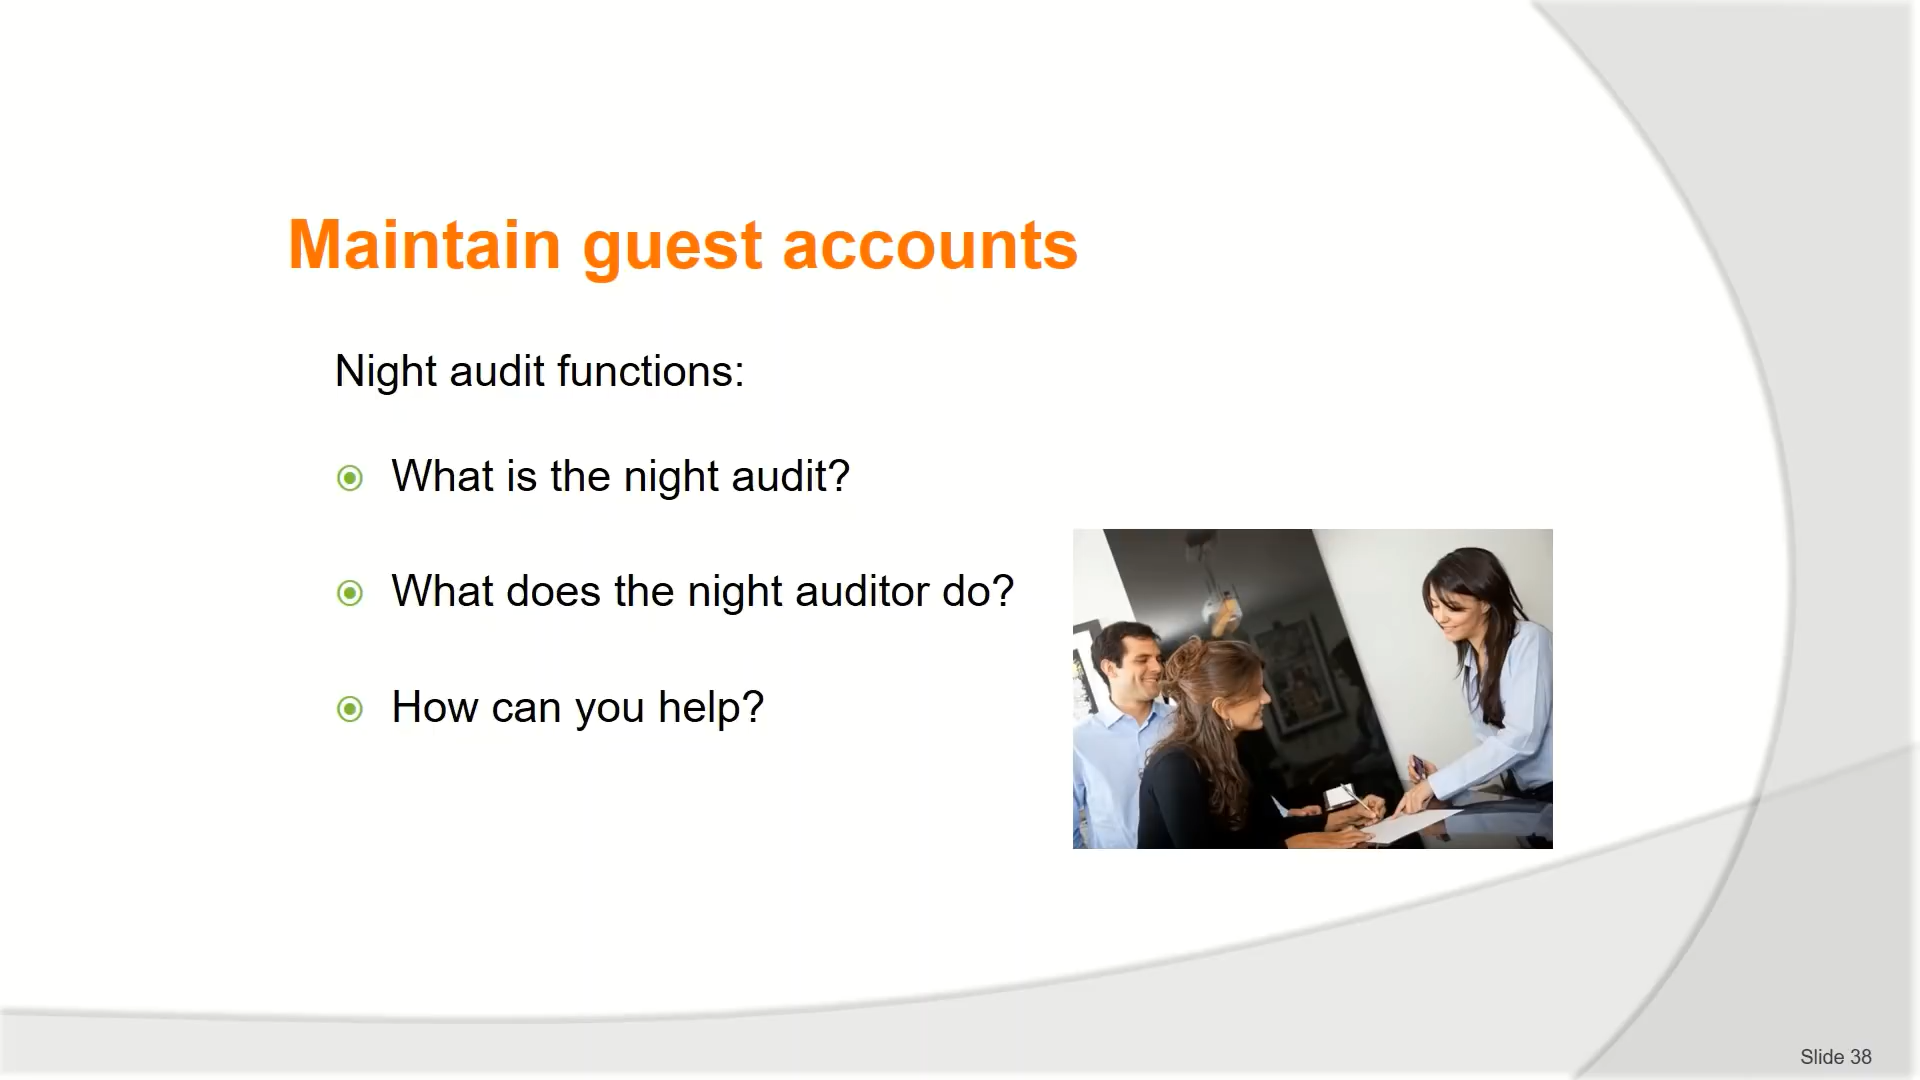 Maintain guest accounts
Night audit functions:
What is the night audit?
What does the night auditor do?
How can you help?
Slide 38